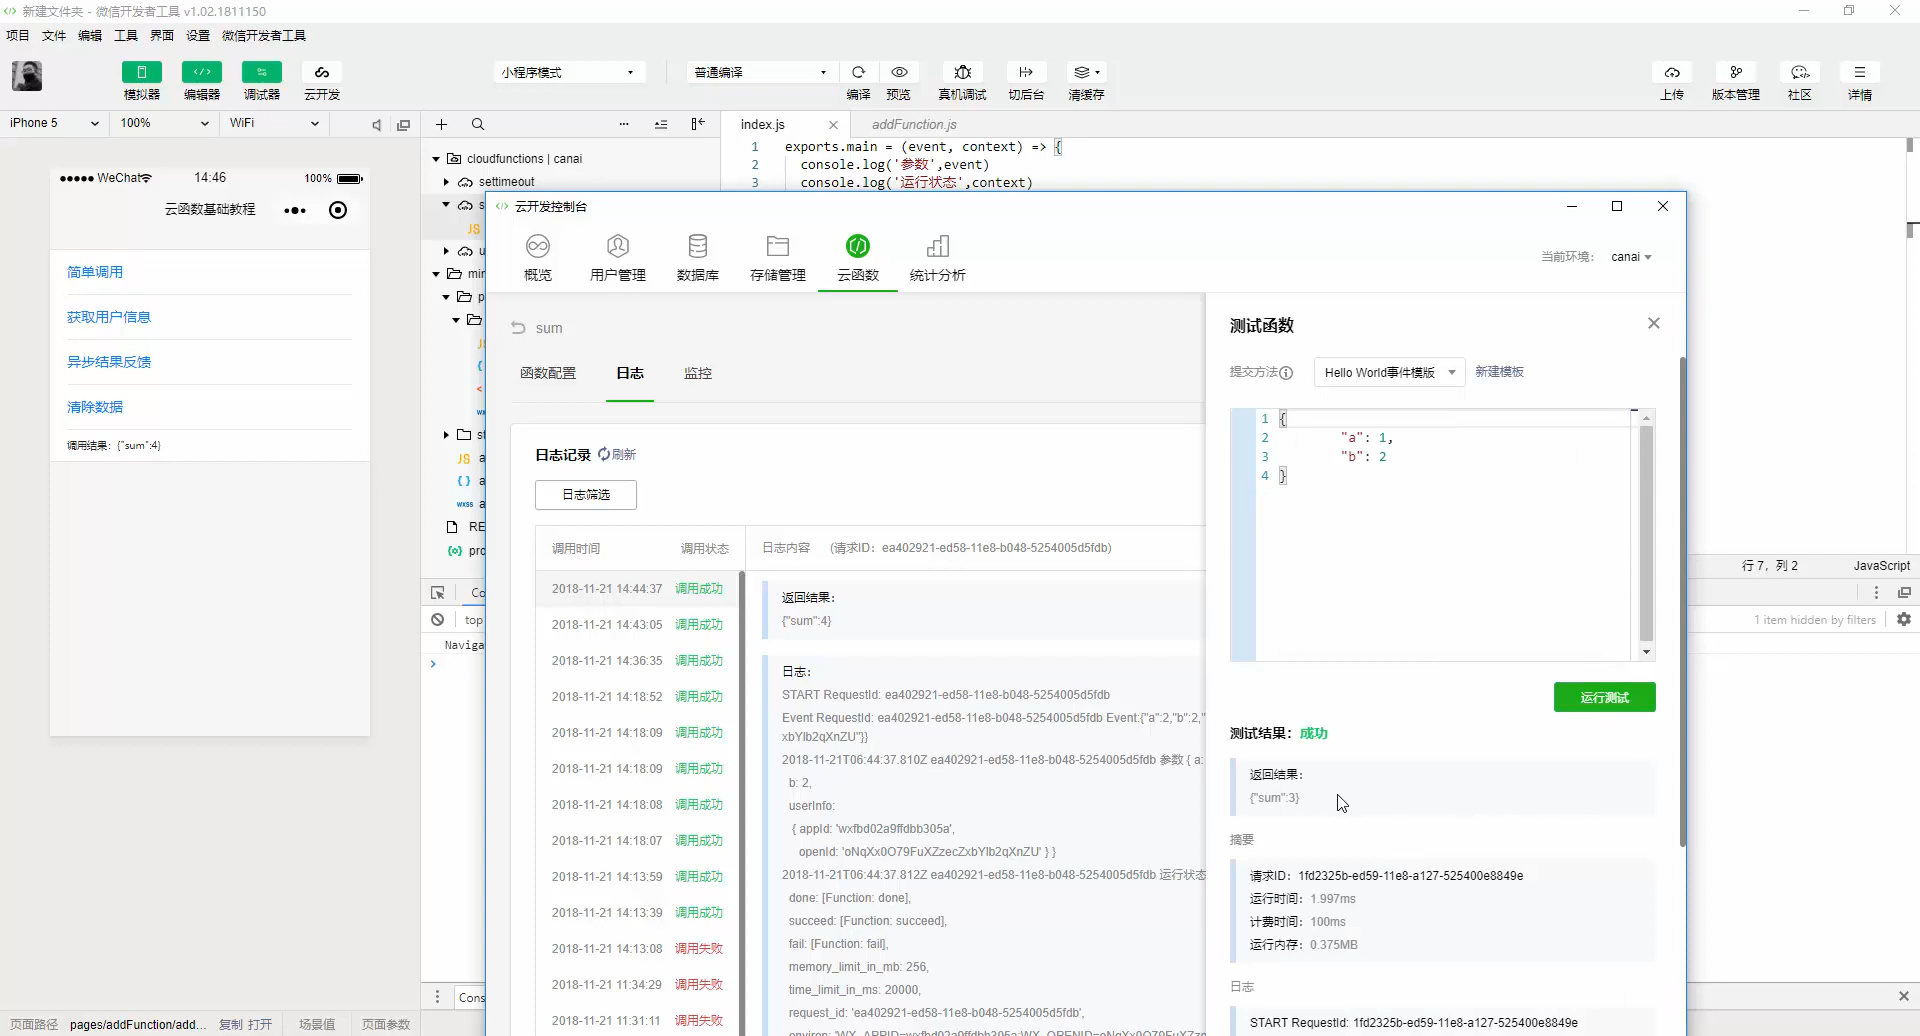 新建文件夹 - 微信开发者工具 v1.02.1811150
项目 文件 编辑 工具 界面 设置 微信开发者工具
模拟器 编辑器 调试器 云开发
小程序模式 普通编译
编译 预览 真机调试 切后台 清缓存
上传 版本管理 社区 详情
iPhone 5 100% WiFi
WeChat 14:46 100%
云函数基础教程
简单调用
获取用户信息
异步结果反馈
清除数据
调用结果：{"sum":4}
页面路径 pages/addFunction/add... 复制 打开 场景值 页面参数
cloudfunctions | canai
settimeout
s
JS
u
min
p
JS
{
<
wx
st
JS a
{ } a
wxss a
RE
{o} pro
index.js
addFunction.js
1 exports.main = (event, context) => {
2 console.log('参数',event)
3 console.log('运行状态',context)
行 7，列 2 JavaScript
Co
top
1 item hidden by filters
Naviga
Cons
云开发控制台
概览 用户管理 数据库 存储管理 云函数 统计分析
当前环境： canai
sum
函数配置 日志 监控
日志记录 刷新
日志筛选
调用时间 调用状态
2018-11-21 14:44:37 调用成功
2018-11-21 14:43:05 调用成功
2018-11-21 14:36:35 调用成功
2018-11-21 14:18:52 调用成功
2018-11-21 14:18:09 调用成功
2018-11-21 14:18:09 调用成功
2018-11-21 14:18:08 调用成功
2018-11-21 14:18:07 调用成功
2018-11-21 14:13:59 调用成功
2018-11-21 14:13:39 调用成功
2018-11-21 14:13:08 调用失败
2018-11-21 11:34:29 调用失败
2018-11-21 11:31:11 调用失败
日志内容 (请求ID：ea402921-ed58-11e8-b048-5254005d5fdb)
返回结果：
{"sum":4}
日志：
START RequestId: ea402921-ed58-11e8-b048-5254005d5fdb
Event RequestId: ea402921-ed58-11e8-b048-5254005d5fdb Event:{"a":2,"b":2,"
xbYIb2qXnZU"}}
2018-11-21T06:44:37.810Z ea402921-ed58-11e8-b048-5254005d5fdb 参数 { a:
b: 2,
userInfo:
{ appId: 'wxfbd02a9ffdbb305a',
openId: 'oNqXx0O79FuXZzecZxbYIb2qXnZU' } }
2018-11-21T06:44:37.812Z ea402921-ed58-11e8-b048-5254005d5fdb 运行状态
done: [Function: done],
succeed: [Function: succeed],
fail: [Function: fail],
memory_limit_in_mb: 256,
time_limit_in_ms: 20000,
request_id: 'ea402921-ed58-11e8-b048-5254005d5fdb',
environ: 'WX_APPID=wxfbd02a9ffdbb305a;WX_OPENID=oNqXx0O79FuXZzec
测试函数
提交方法 Hello World事件模版 新建模板
1 {
2 "a": 1,
3 "b": 2
4 }
运行测试
测试结果：成功
返回结果：
{"sum":3}
摘要
请求ID：1fd2325b-ed59-11e8-a127-525400e8849e
运行时间：1.997ms
计费时间：100ms
运行内存：0.375MB
日志
START RequestId: 1fd2325b-ed59-11e8-a127-525400e8849e